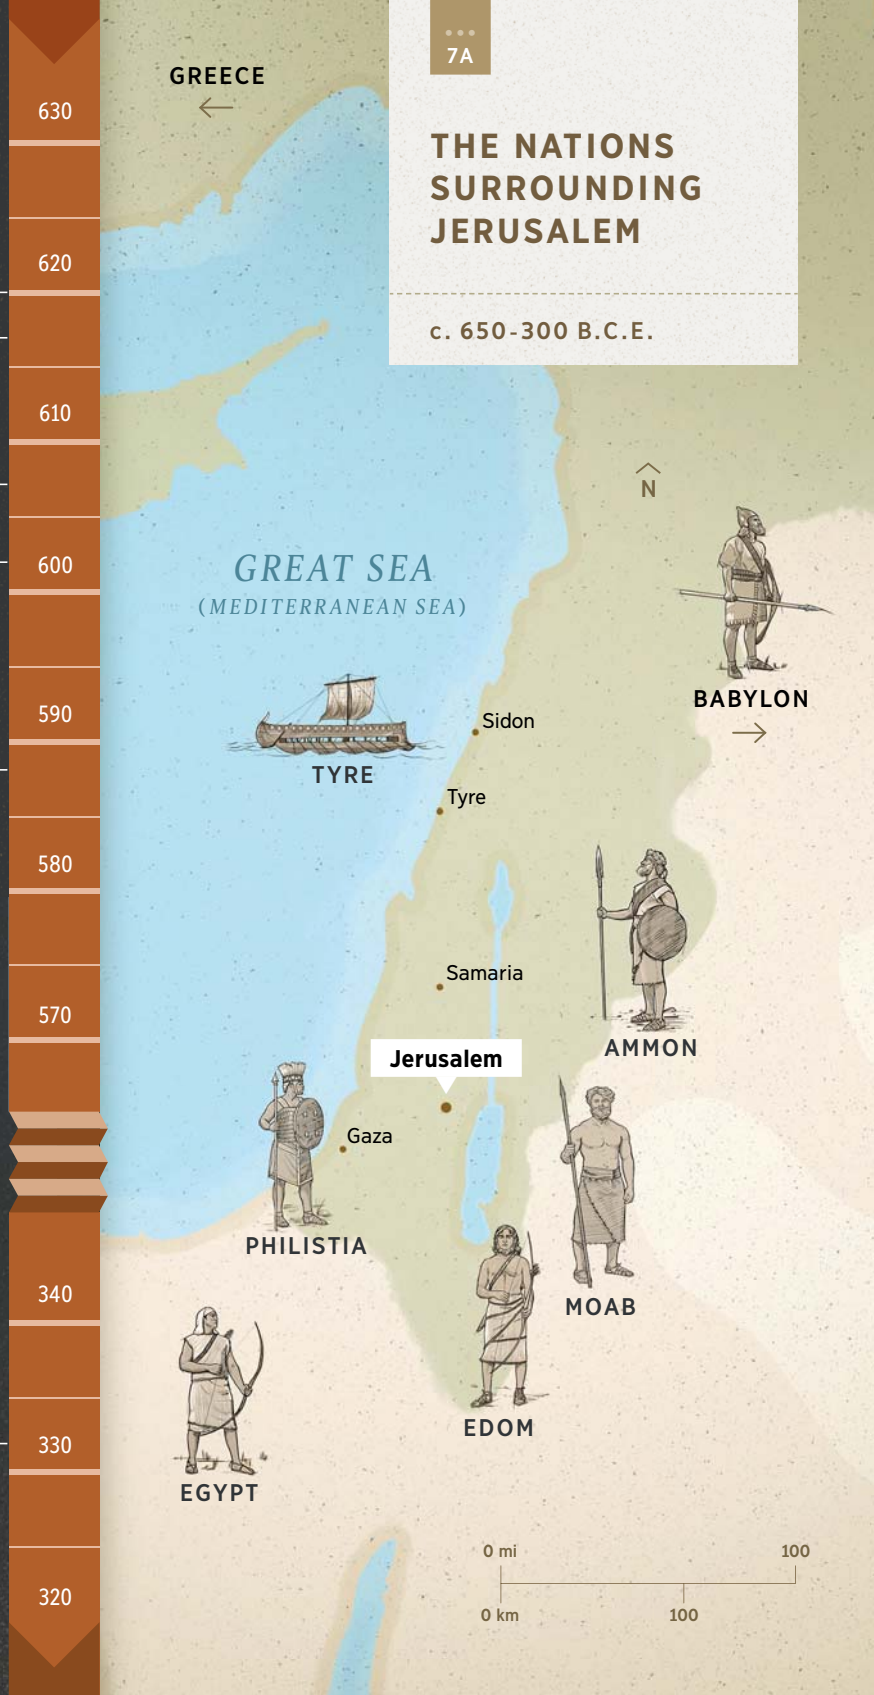 7A
THE NATIONS
SURROUNDING
JERUSALEM
c. 650-300 B.C.E.
630
620
610
600
590
580
570
340
330
320
GREECE
N
GREAT SEA
(MEDITERRANEAN SEA)
BABYLON
Sidon
TYRE
Tyre
Samaria
AMMON
Jerusalem
Gaza
PHILISTIA
MOAB
EDOM
EGYPT
0 mi 100
0 km 100